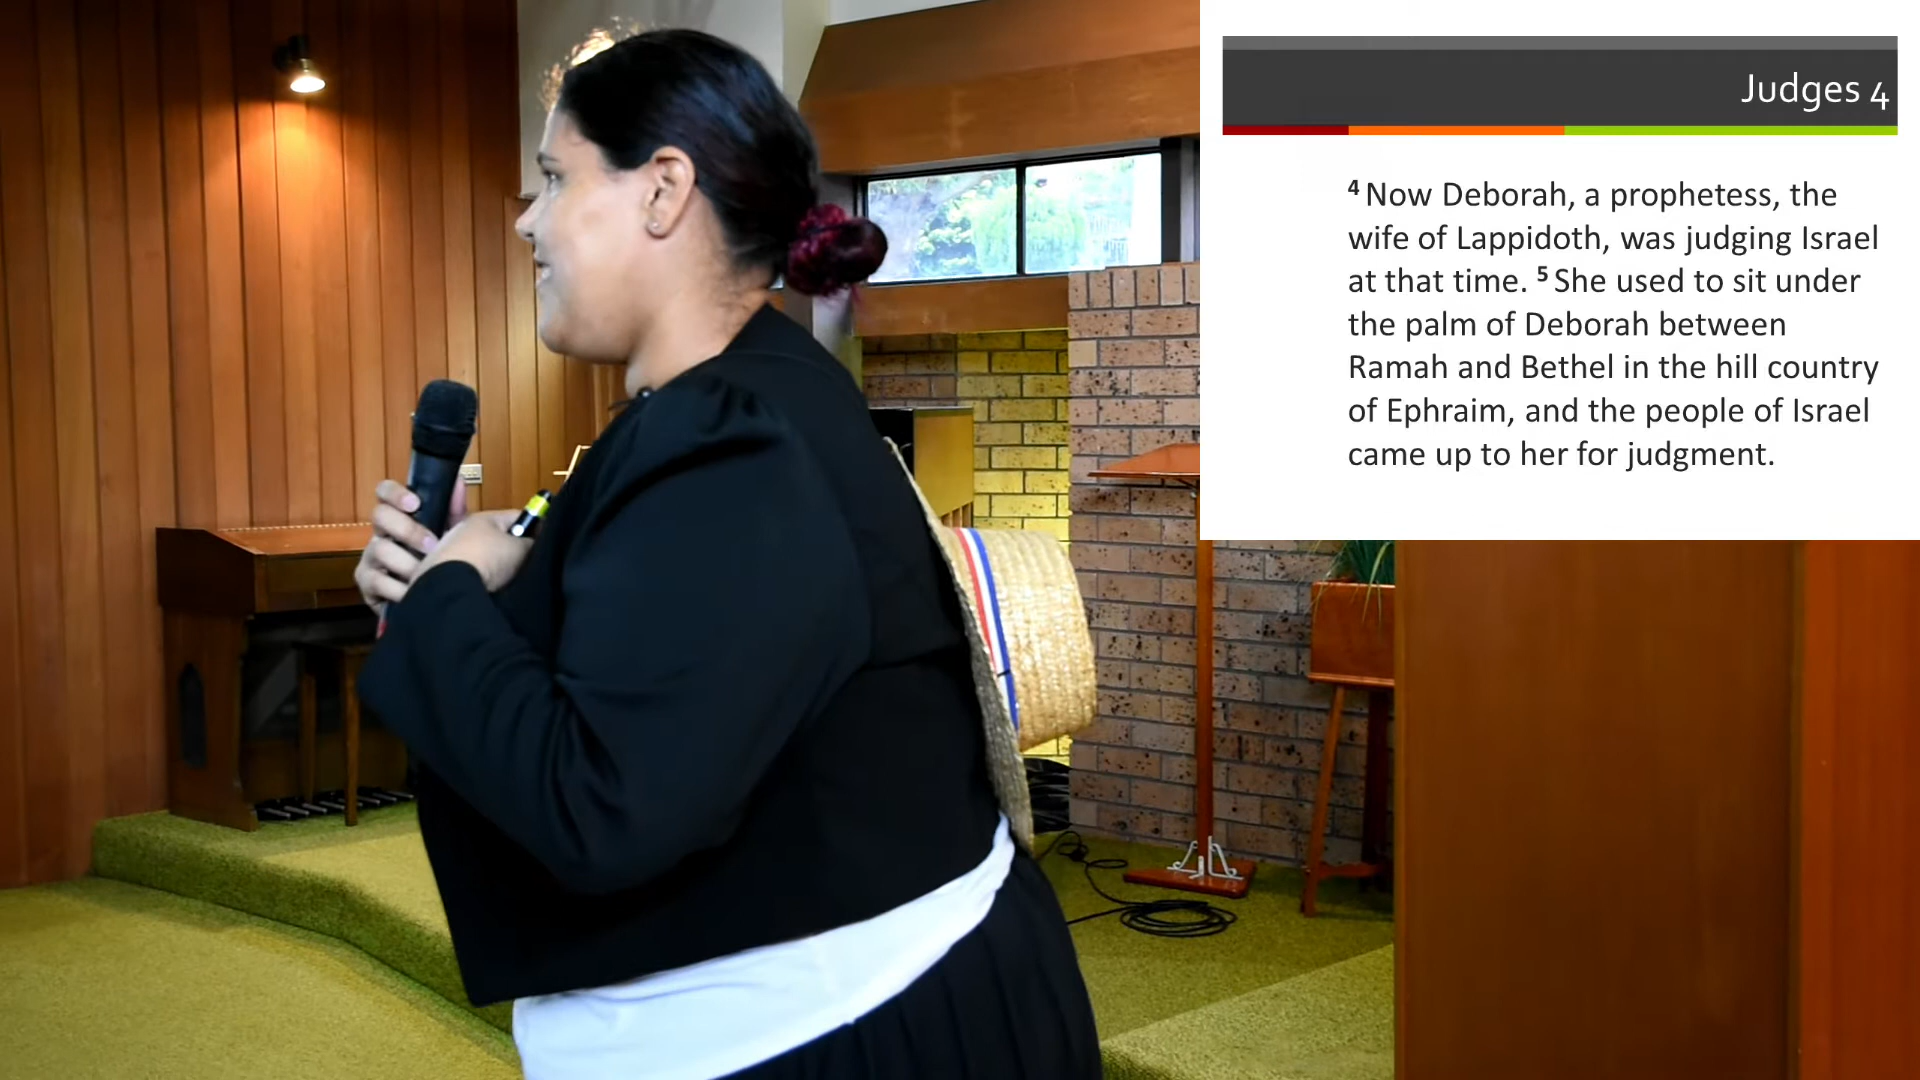 Judges 4
4 Now Deborah, a prophetess, the
wife of Lappidoth, was judging Israel
at that time. 5 She used to sit under
the palm of Deborah between
Ramah and Bethel in the hill country
of Ephraim, and the people of Israel
came up to her for judgment.